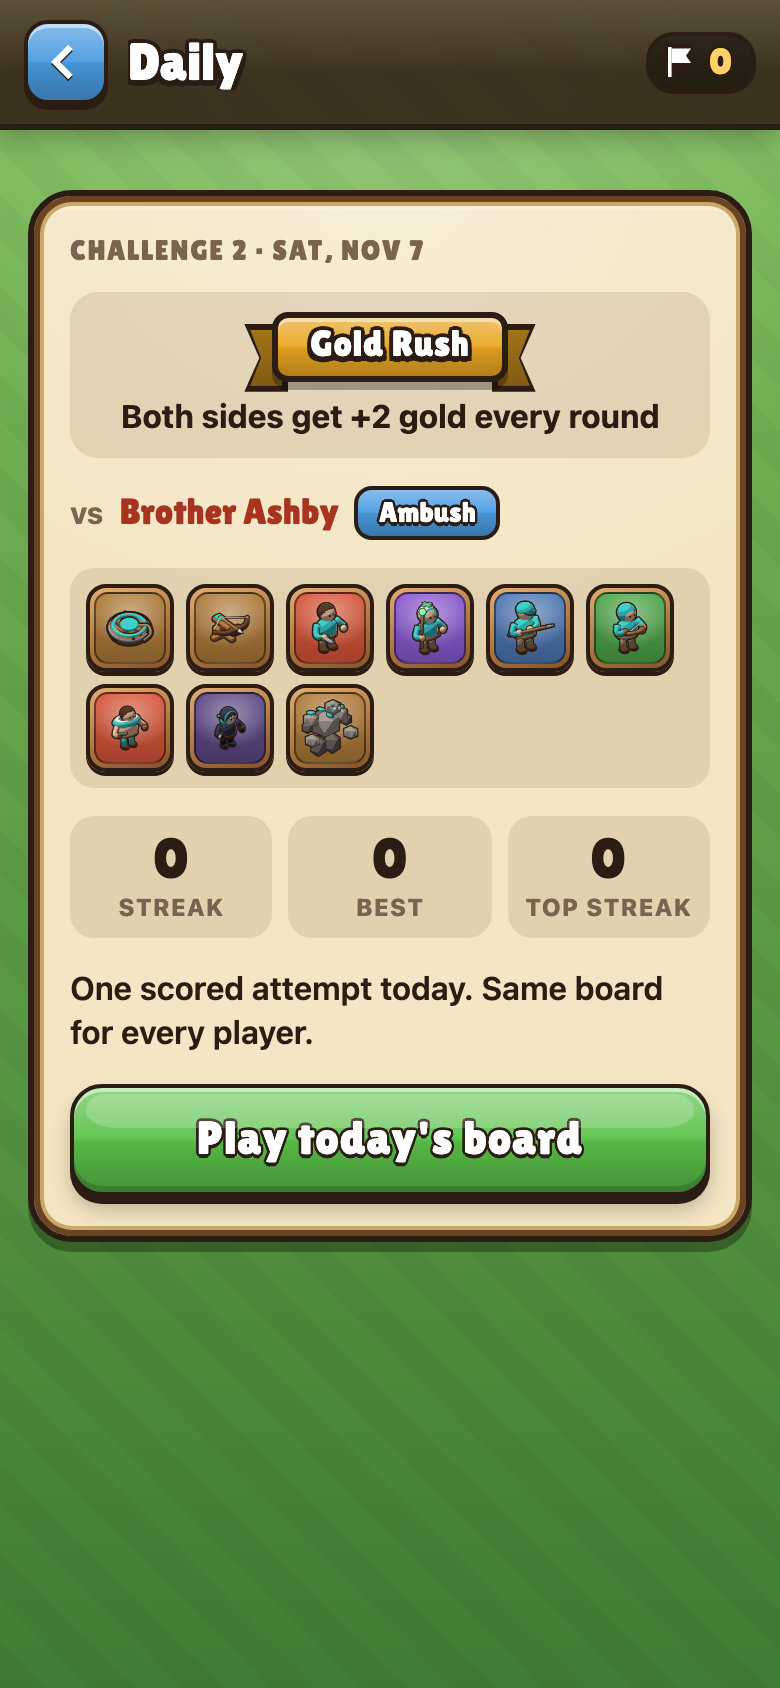 Daily
0
CHALLENGE 2 · SAT, NOV 7
Gold Rush
Both sides get +2 gold every round
vs Brother Ashby Ambush
0 0 0
STREAK BEST TOP STREAK
One scored attempt today. Same board
for every player.
Play today's board